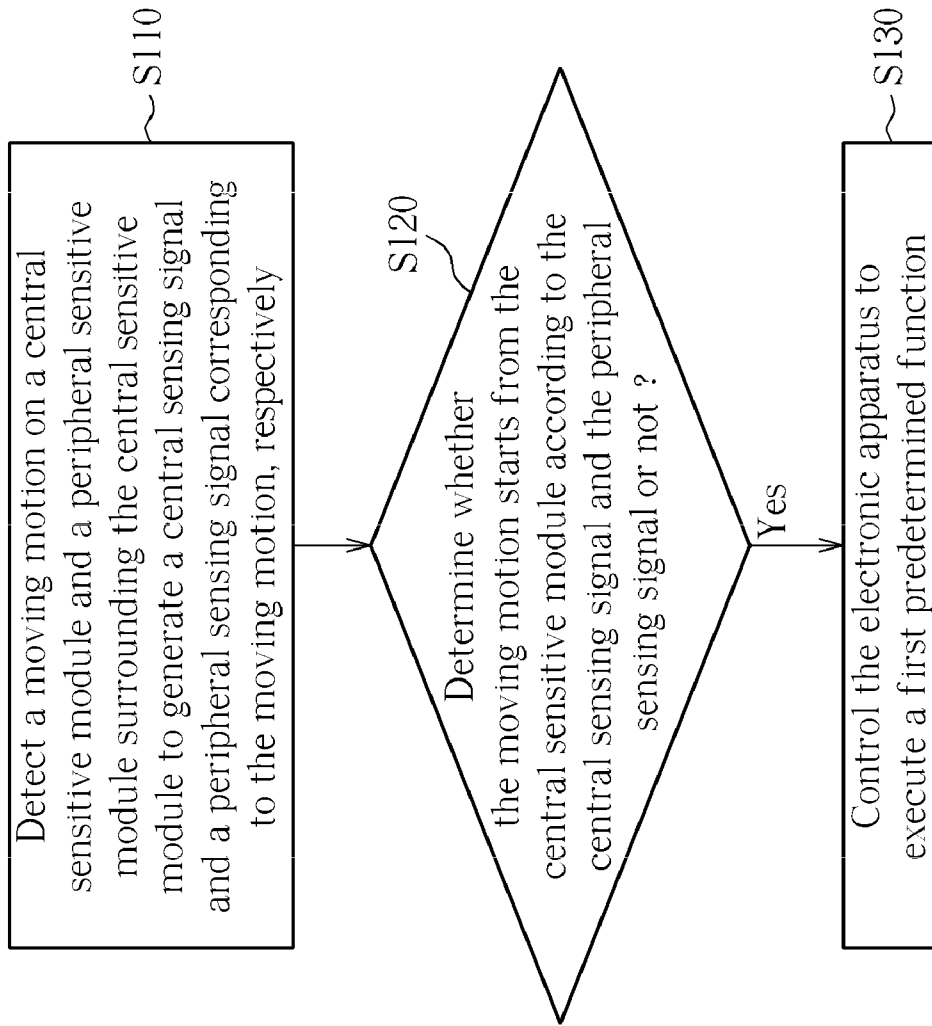 Detect a moving motion on a central
sensitive module and a peripheral sensitive
module surrounding the central sensitive
module to generate a central sensing signal
and a peripheral sensing signal corresponding
to the moving motion, respectively
S110
Determine whether
the moving motion starts from the
central sensitive module according to the
central sensing signal and the peripheral
sensing signal or not ?
S120
Yes
Control the electronic apparatus to
execute a first predetermined function
S130